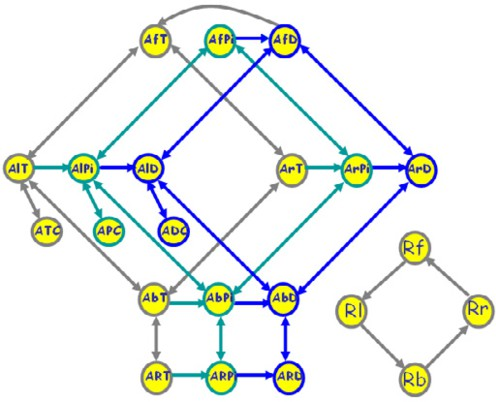 AfT AfPi AfD
AlT AlPi AlD ArT ArPi ArD
ATC APC ADC
Rf
AbT AbPi AbD Rl Rr
ART ARPi ARD Rb